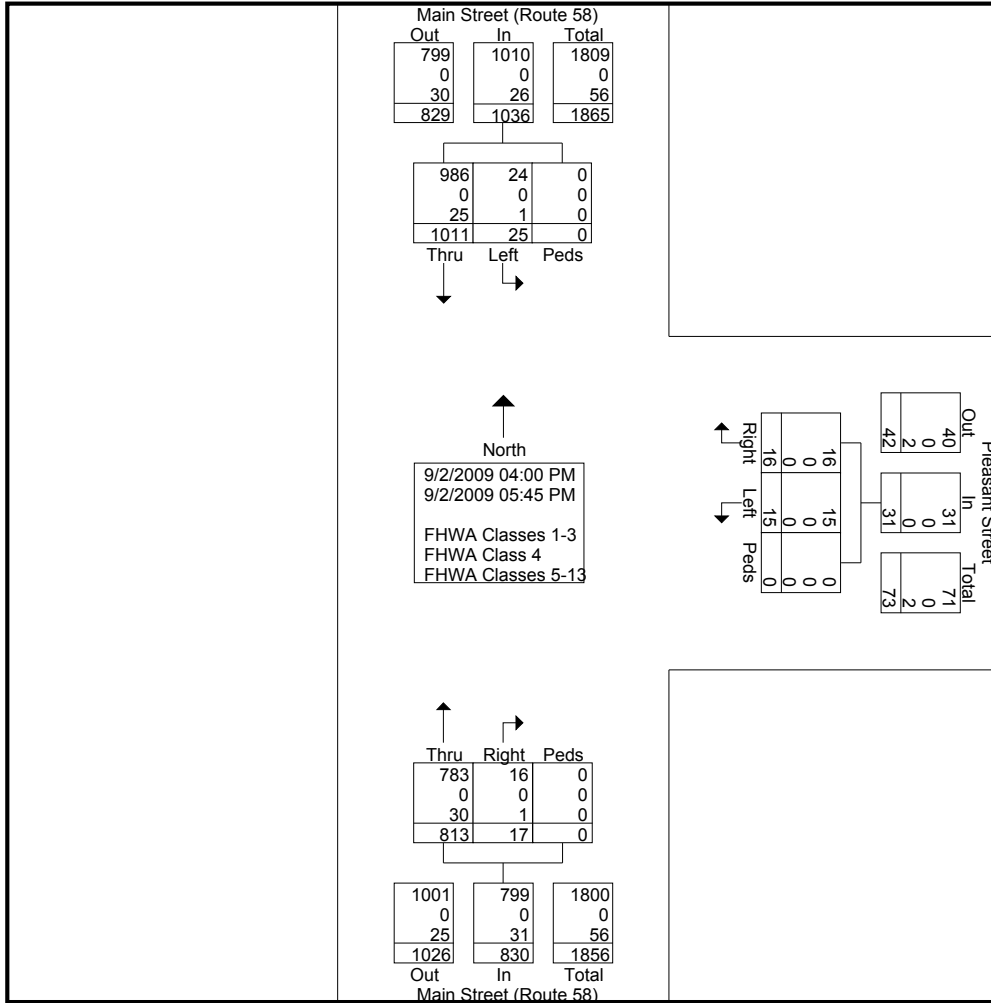 Main Street (Route 58)
Out In Total
799 1010 1809
0 0 0
30 26 56
829 1036 1865
986 24 0
0 0 0
25 1 0
1011 25 0
Thru Left Peds
North
9/2/2009 04:00 PM
9/2/2009 05:45 PM
FHWA Classes 1-3
FHWA Class 4
FHWA Classes 5-13
Pleasant Street
Out In Total
40 31 71
0 0 0
2 0 2
42 31 73
16 15 0
0 0 0
0 0 0
16 15 0
Right Left Peds
Thru Right Peds
783 16 0
0 0 0
30 1 0
813 17 0
1001 799 1800
0 0 0
25 31 56
1026 830 1856
Out In Total
Main Street (Route 58)